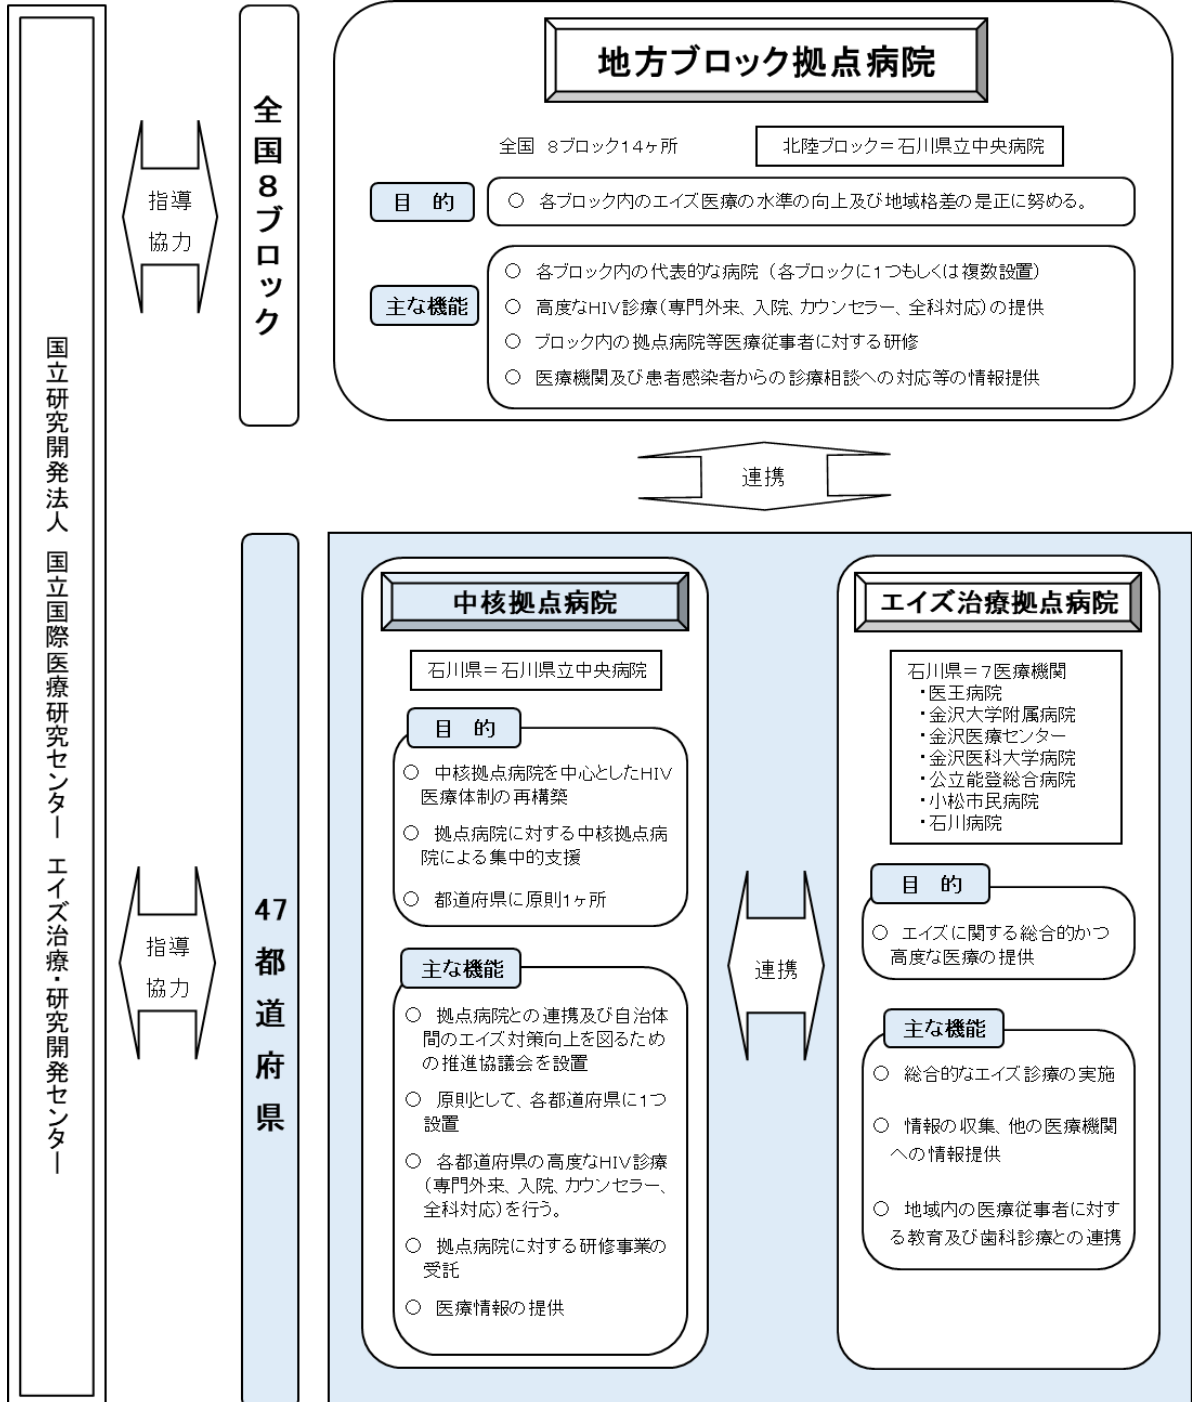 国立研究開発法人 国立国際医療研究センター エイズ治療・研究開発センター
指導
協力
全国8ブロック
地方ブロック拠点病院
全国 8ブロック14ヶ所
北陸ブロック＝石川県立中央病院
目 的
○ 各ブロック内のエイズ医療の水準の向上及び地域格差の是正に努める。
主な機能
○ 各ブロック内の代表的な病院（各ブロックに1つもしくは複数設置）
○ 高度なHIV診療（専門外来、入院、カウンセラー、全科対応）の提供
○ ブロック内の拠点病院等医療従事者に対する研修
○ 医療機関及び患者感染者からの診療相談への対応等の情報提供
連携
指導
協力
47都道府県
中核拠点病院
石川県＝石川県立中央病院
目 的
○ 中核拠点病院を中心としたHIV
医療体制の再構築
○ 拠点病院に対する中核拠点病
院による集中的支援
○ 都道府県に原則1ヶ所
主な機能
○ 拠点病院との連携及び自治体
間のエイズ対策向上を図るため
の推進協議会を設置
○ 原則として、各都道府県に1つ
設置
○ 各都道府県の高度なHIV診療
（専門外来、入院、カウンセラー、
全科対応）を行う。
○ 拠点病院に対する研修事業の
受託
○ 医療情報の提供
連携
エイズ治療拠点病院
石川県＝7医療機関
・医王病院
・金沢大学附属病院
・金沢医療センター
・金沢医科大学病院
・公立能登総合病院
・小松市民病院
・石川病院
目 的
○ エイズに関する総合的かつ
高度な医療の提供
主な機能
○ 総合的なエイズ診療の実施
○ 情報の収集、他の医療機関
への情報提供
○ 地域内の医療従事者に対す
る教育及び歯科診療との連携